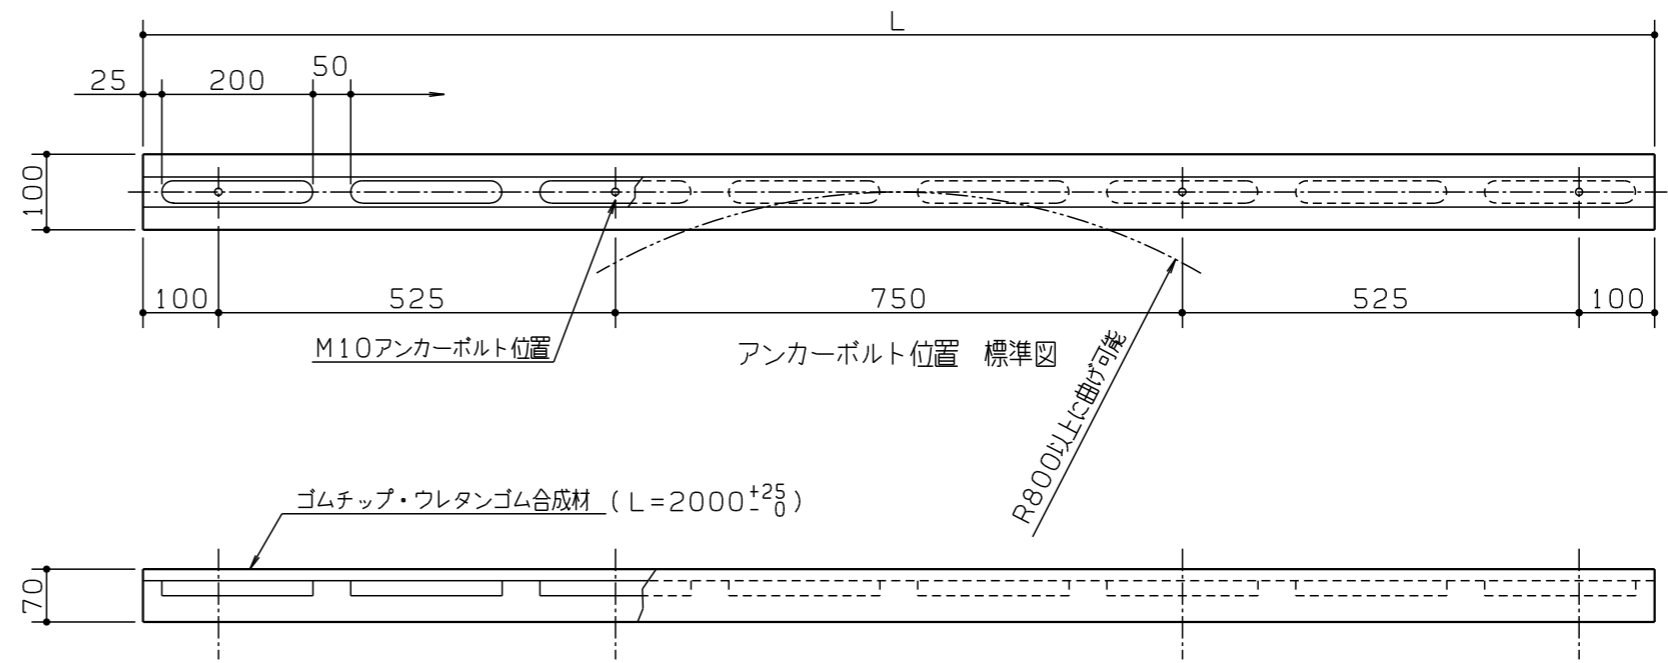 L
25 200 50
100
100 525 750 525 100
M10アンカーボルト位置
アンカーボルト位置 標準図
R800以上に曲げ可能
ゴムチップ・ウレタンゴム合成材 (L=2000 +25 -0)
70